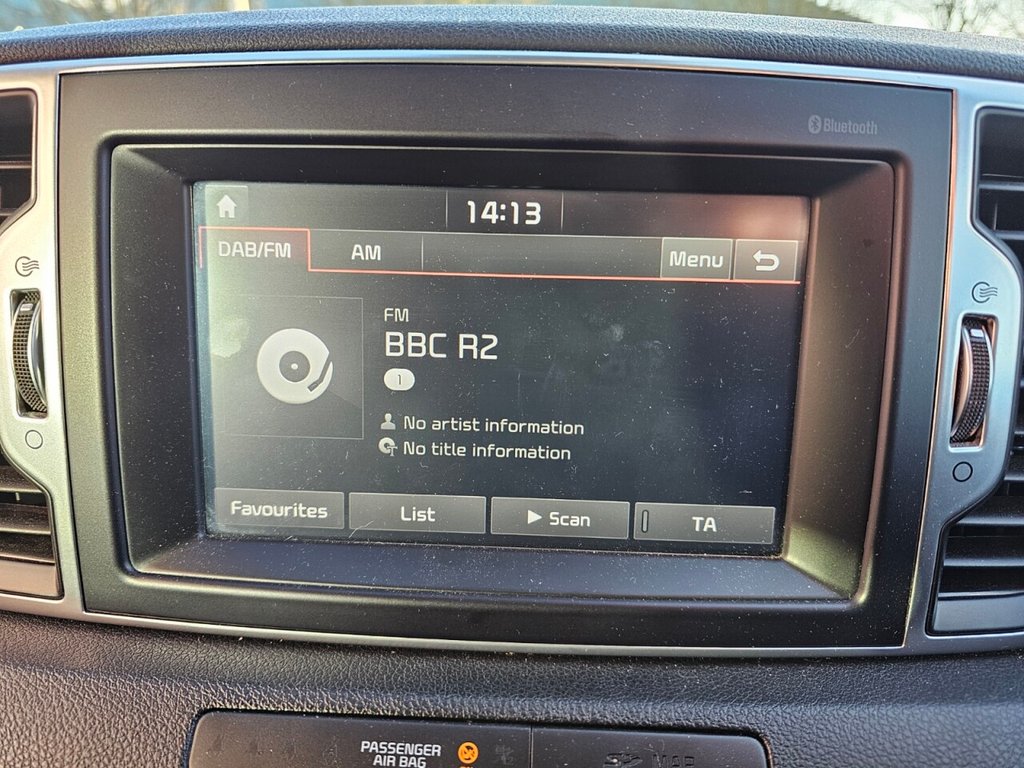 Bluetooth
14:13
DAB/FM AM Menu
FM
BBC R2
1
No artist information
No title information
Favourites List Scan TA
PASSENGER
AIR BAG
MAP